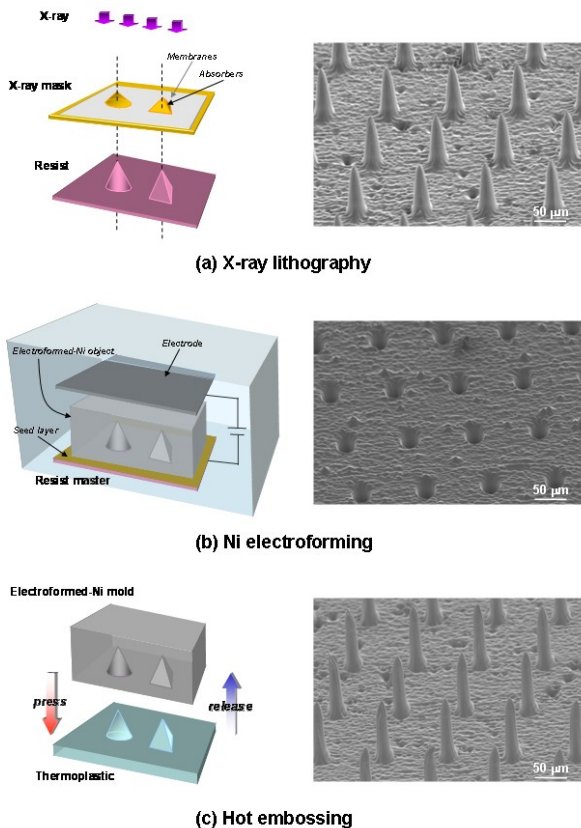 X-ray
Membranes
Absorbers
X-ray mask
Resist
50 µm
(a) X-ray lithography
Electroformed-Ni object
Electrode
Seed layer
Resist master
50 µm
(b) Ni electroforming
Electroformed-Ni mold
press
release
Thermoplastic
50 µm
(c) Hot embossing